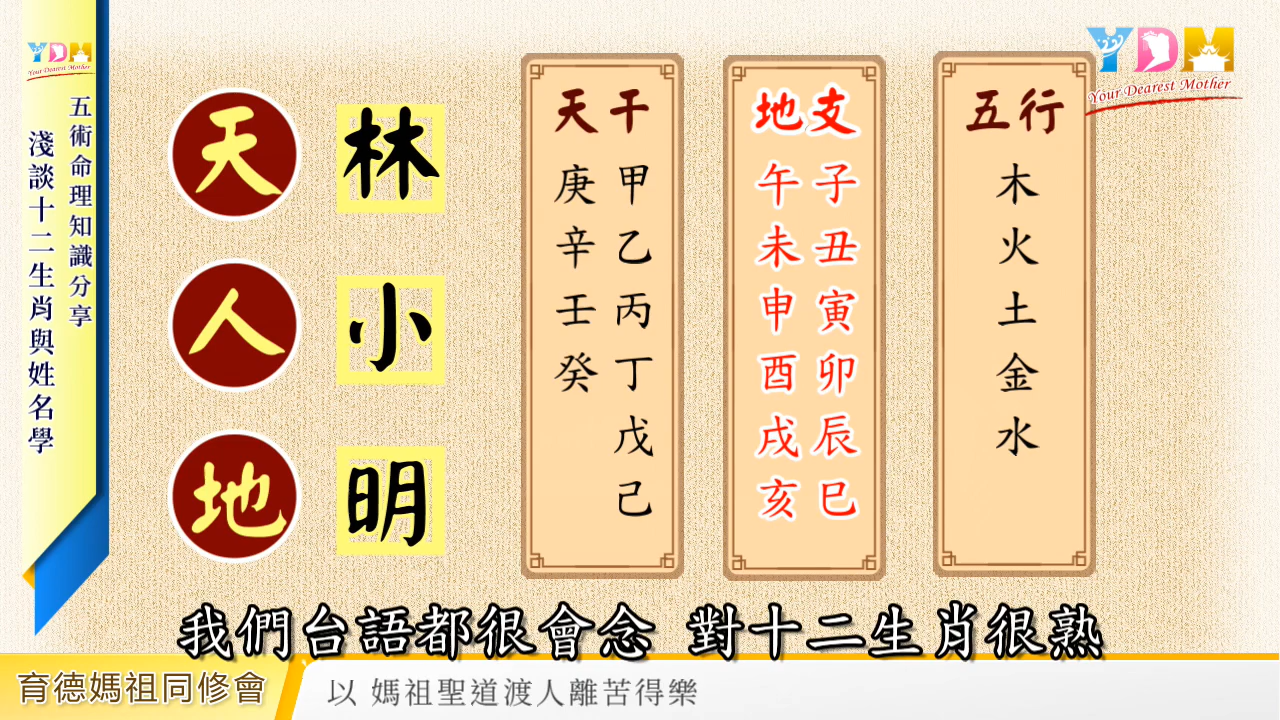 YDM
Your Dearest Mother
五術命理知識分享
淺談十二生肖與姓名學
天
人
地
林
小
明
天干
甲乙丙丁戊己
庚辛壬癸
地支
子丑寅卯辰巳
午未申酉戌亥
五行
木火土金水
YDM
Your Dearest Mother
我們台語都很會念 對十二生肖很熟
育德媽祖同修會
以 媽祖聖道渡人離苦得樂